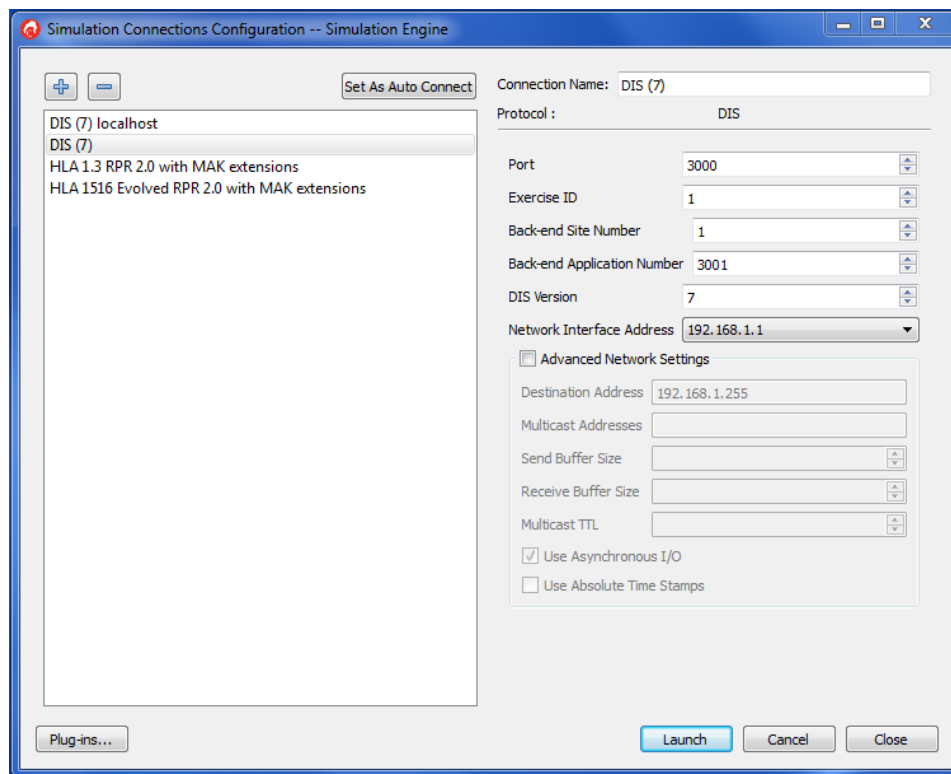 Simulation Connections Configuration -- Simulation Engine
Set As Auto Connect
DIS (7) localhost
DIS (7)
HLA 1.3 RPR 2.0 with MAK extensions
HLA 1516 Evolved RPR 2.0 with MAK extensions
Connection Name: DIS (7)
Protocol : DIS
Port 3000
Exercise ID 1
Back-end Site Number 1
Back-end Application Number 3001
DIS Version 7
Network Interface Address 192.168.1.1
Advanced Network Settings
Destination Address 192.168.1.255
Multicast Addresses
Send Buffer Size
Receive Buffer Size
Multicast TTL
Use Asynchronous I/O
Use Absolute Time Stamps
Plug-ins... Launch Cancel Close